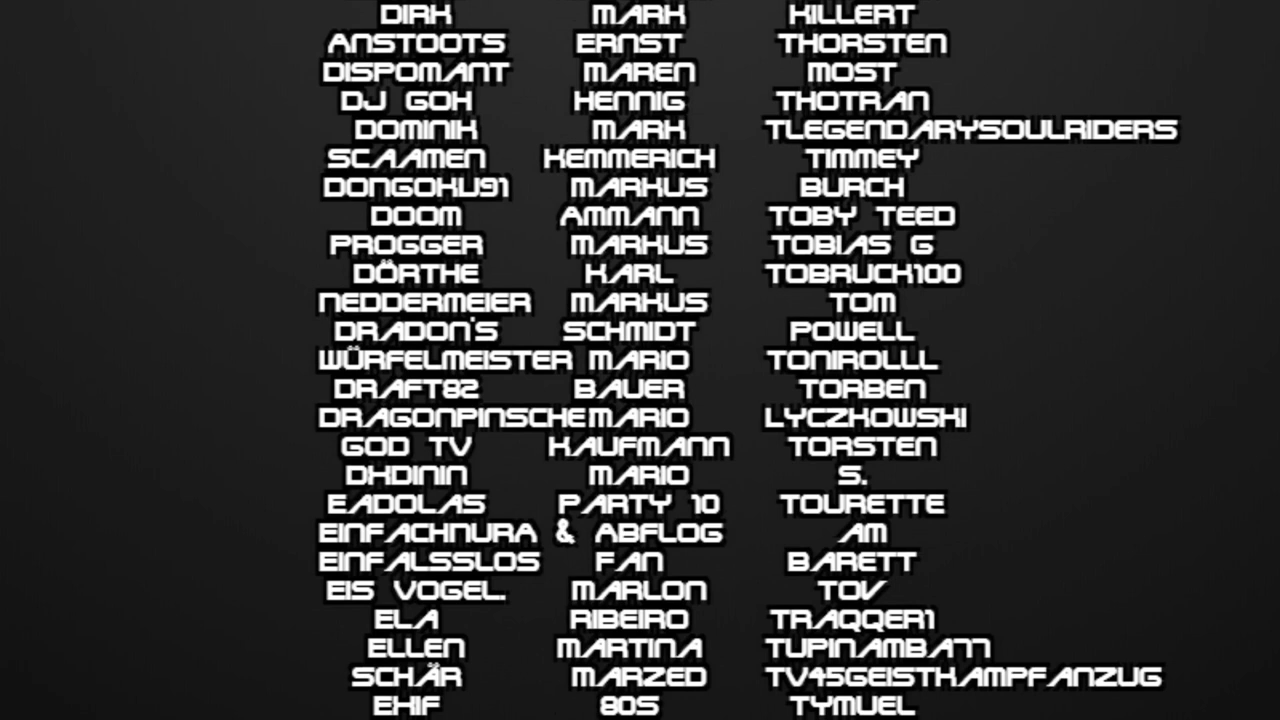 DIRK MARK KILLERT
ANSTOOTS ERNST THORSTEN
DISPOMANT MAREN MOST
DJ GOH HENNIG THOTRAN
DOMINIK MARK TLEGENDARYSOULRIDERS
SCAAMEN KEMMERICH TIMMEY
DONGOKU91 MARKUS BURCH
DOOM AMMANN TOBY TEED
PROGGER MARKUS TOBIAS G
DÖRTHE KARL TOBRUCK100
NEDDERMEIER MARKUS TOM
DRADON'S SCHMIDT POWELL
WÜRFELMEISTER MARIO TONIROLLL
DRAFT82 BAUER TORBEN
DRAGONPINSCHE MARIO LYCZKOWSKI
GOD TV KAUFMANN TORSTEN
DXDININ MARIO S.
EADOLAS PARTY 10 TOURETTE
EINFACHNURA & ABFLOG AM
EINFALSSLOS FAN BARETT
EIS VOGEL. MARLON TOV
ELA RIBEIRO TRAQQER1
ELLEN MARTINA TUPINAMBA77
SCHÄR MARZED TV45GEISTKAMPFANZUG
EKIF 80S TYMUEL